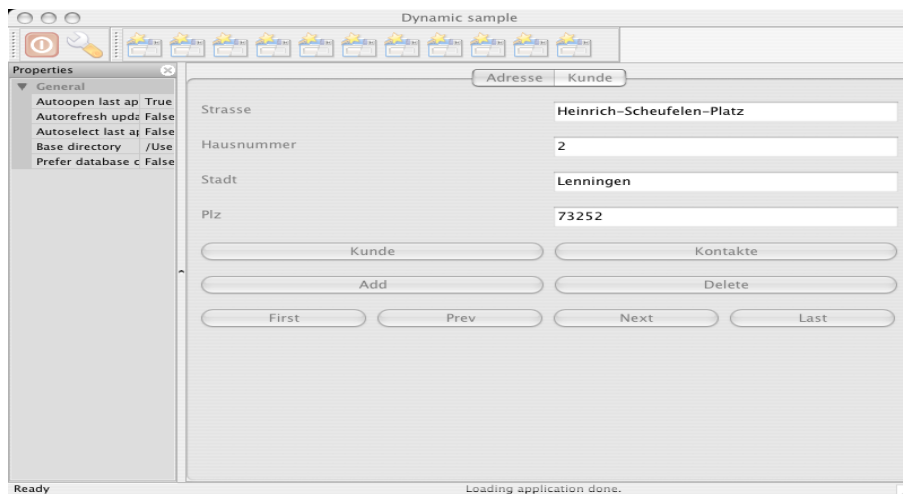 Dynamic sample
Properties
General
Autoopen last ap True
Autorefresh upda False
Autoselect last ap False
Base directory /Use
Prefer database c False
Adresse Kunde
Strasse Heinrich-Scheufelen-Platz
Hausnummer 2
Stadt Lenningen
Plz 73252
Kunde Kontakte
Add Delete
First Prev Next Last
Ready Loading application done.